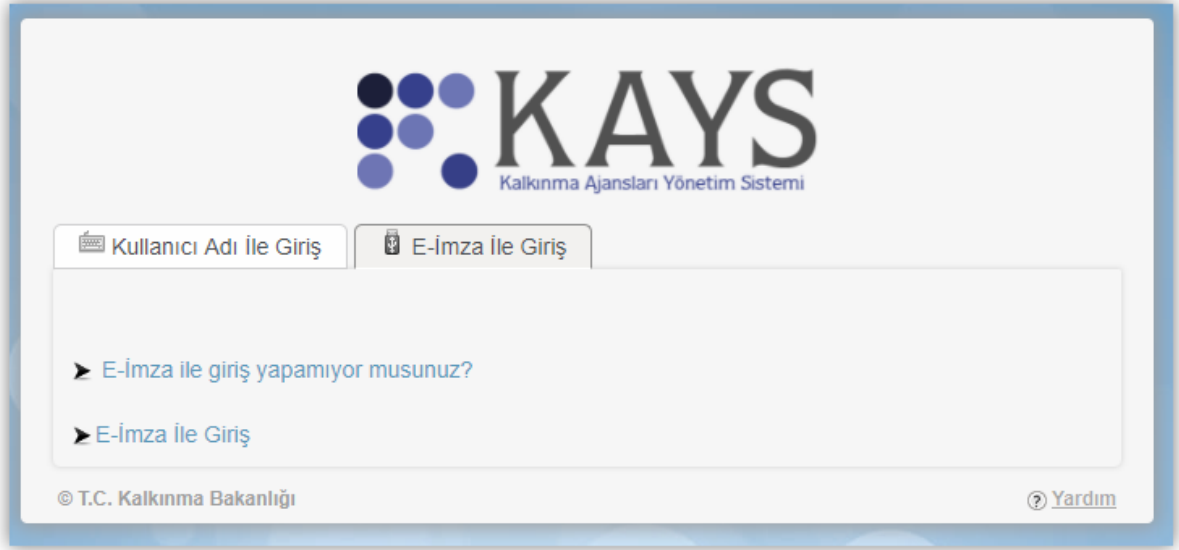 KAYS
Kalkınma Ajansları Yönetim Sistemi
Kullanıcı Adı İle Giriş E-İmza İle Giriş
E-İmza ile giriş yapamıyor musunuz?
E-İmza İle Giriş
© T.C. Kalkınma Bakanlığı ? Yardım